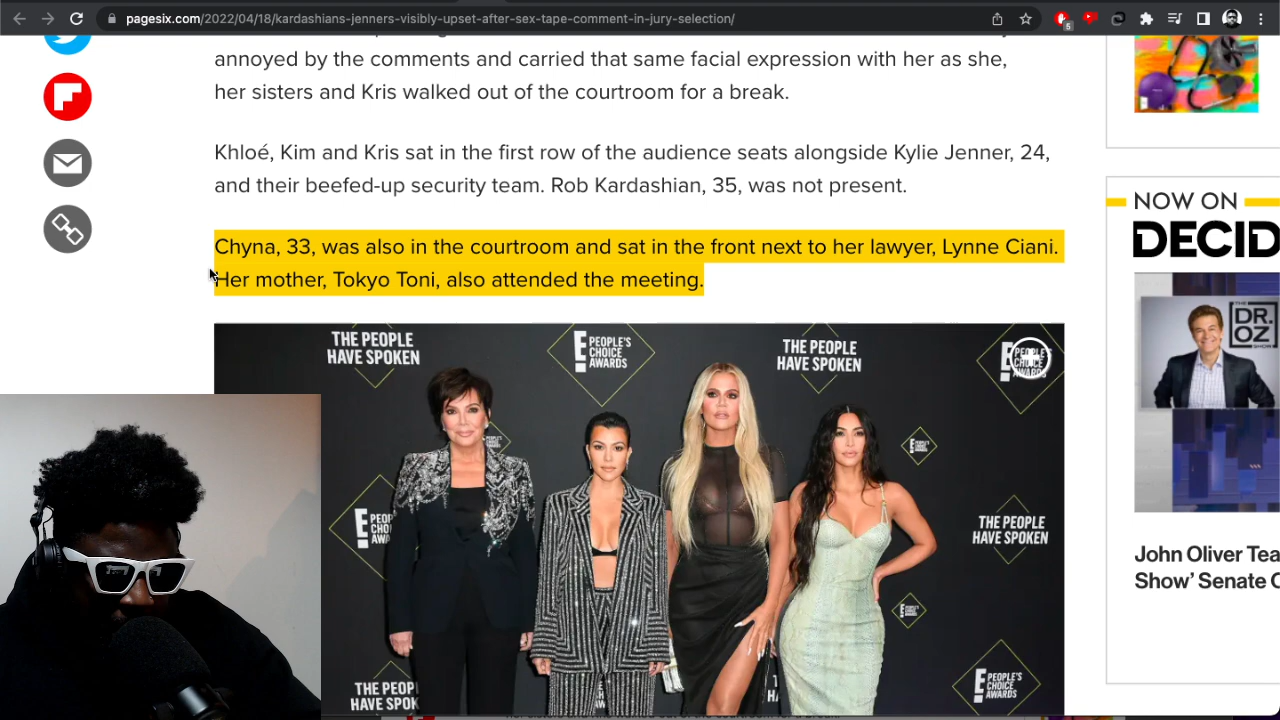 pagesix.com/2022/04/18/kardashians-jenners-visibly-upset-after-sex-tape-comment-in-jury-selection/
5
annoyed by the comments and carried that same facial expression with her as she,
her sisters and Kris walked out of the courtroom for a break.
Khloé, Kim and Kris sat in the first row of the audience seats alongside Kylie Jenner, 24,
and their beefed-up security team. Rob Kardashian, 35, was not present.
Chyna, 33, was also in the courtroom and sat in the front next to her lawyer, Lynne Ciani.
Her mother, Tokyo Toni, also attended the meeting.
NOW ON
DECID
THE
DR.
OZ
SHOW
John Oliver Tea
Show’ Senate C
THE PEOPLE
HAVE SPOKEN
E! PEOPLE'S
CHOICE
AWARDS
THE PEOPLE
HAVE SPOKEN
PEOPLE'S
CHOICE
AWARDS
THE PEOPLE
HAVE SPOKEN
E! PEOPLE'S
CHOICE
AWARDS